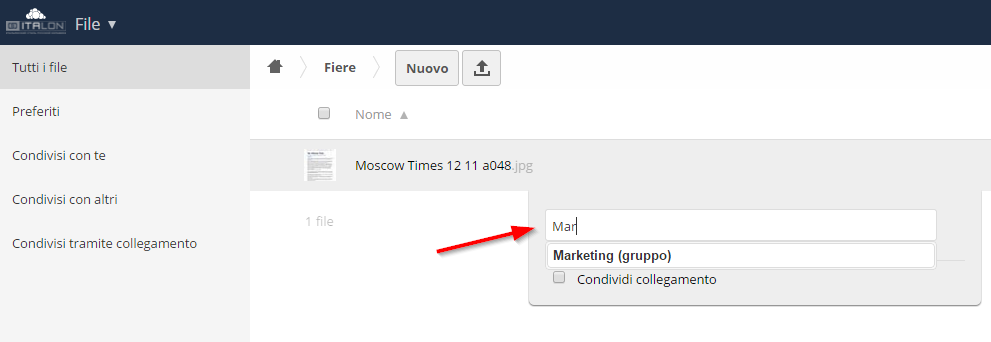 ITALON File ▼
Tutti i file
Preferiti
Condivisi con te
Condivisi con altri
Condivisi tramite collegamento
Fiere Nuovo
Nome ▲
Moscow Times 12 11 a048.jpg
1 file
Mar
Marketing (gruppo)
Condividi collegamento